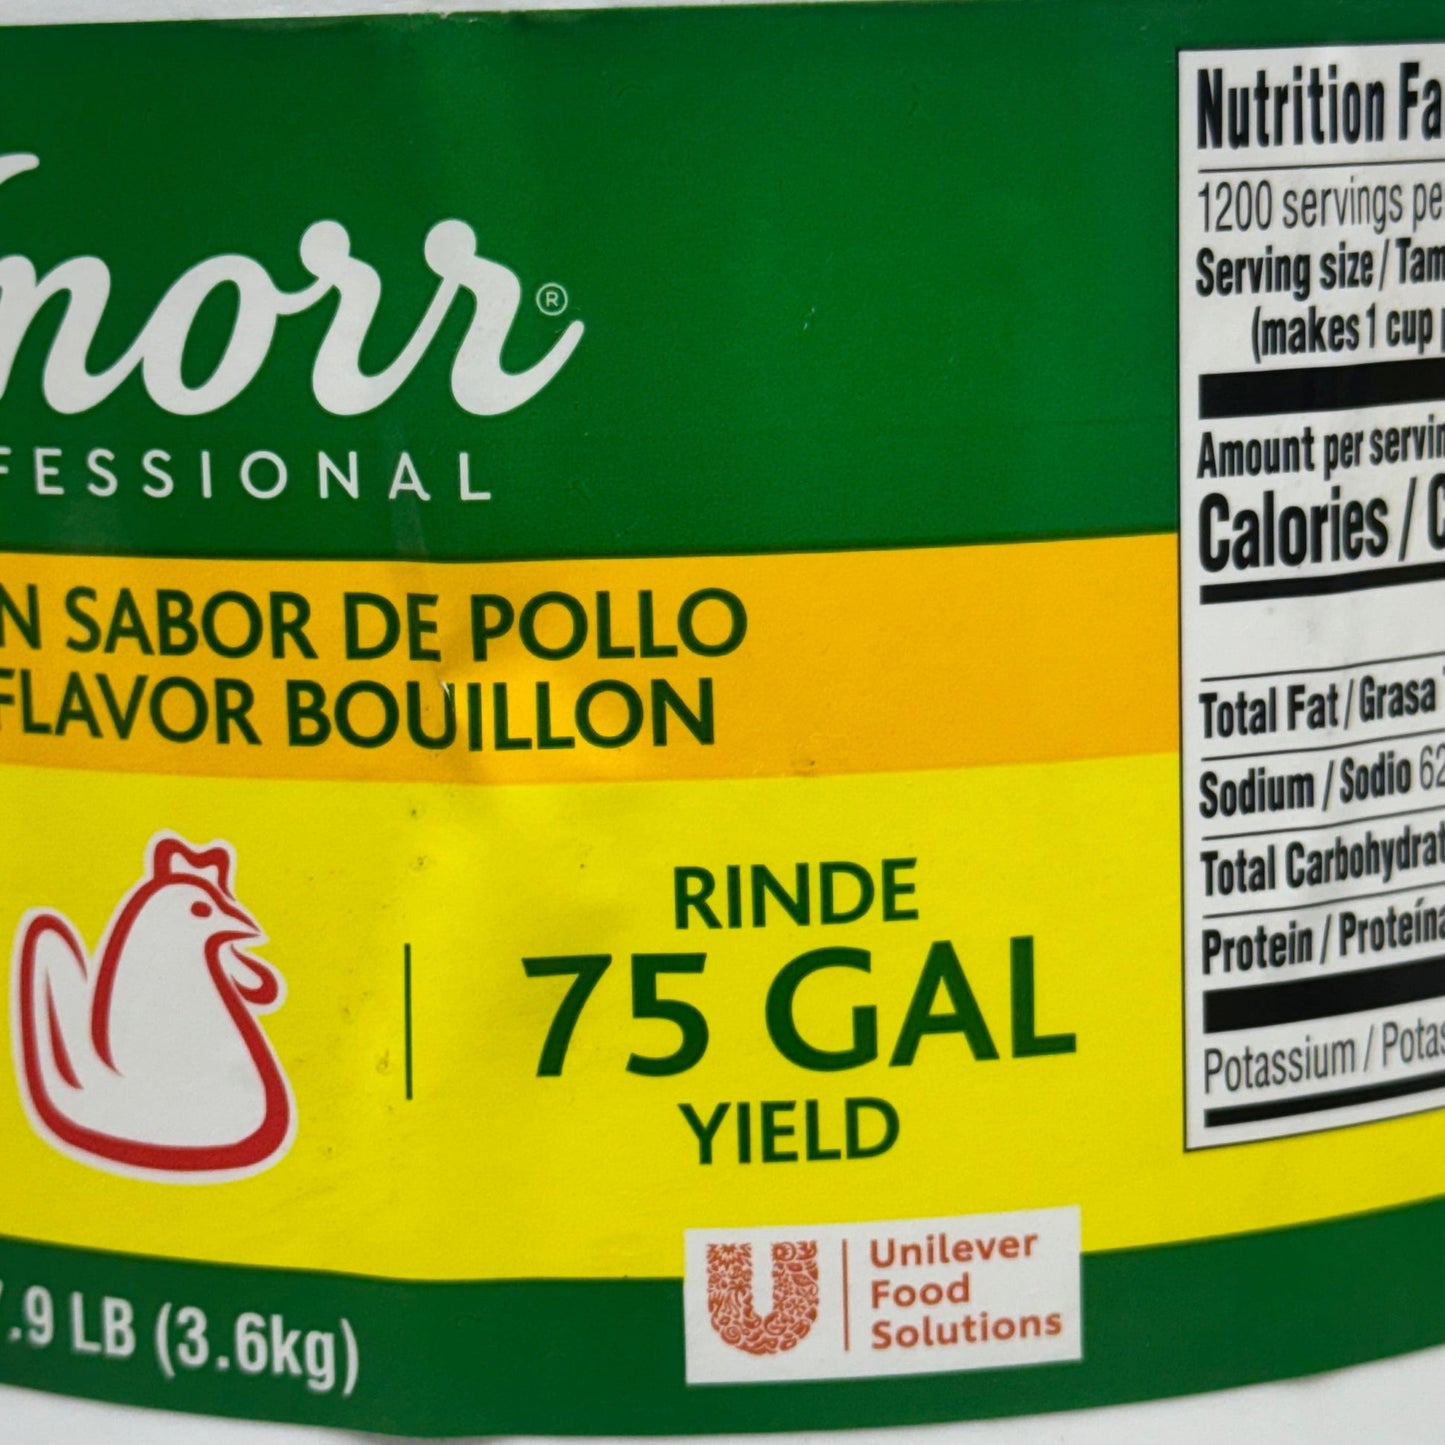 norr®
FESSIONAL
N SABOR DE POLLO
FLAVOR BOUILLON
RINDE
75 GAL
YIELD
.9 LB (3.6kg)
Unilever
Food
Solutions
Nutrition Fa
1200 servings pe
Serving size / Tam
(makes 1 cup
Amount per servin
Calories / C
Total Fat / Grasa
Sodium / Sodio 62
Total Carbohydrat
Protein / Proteína
Potassium / Potas